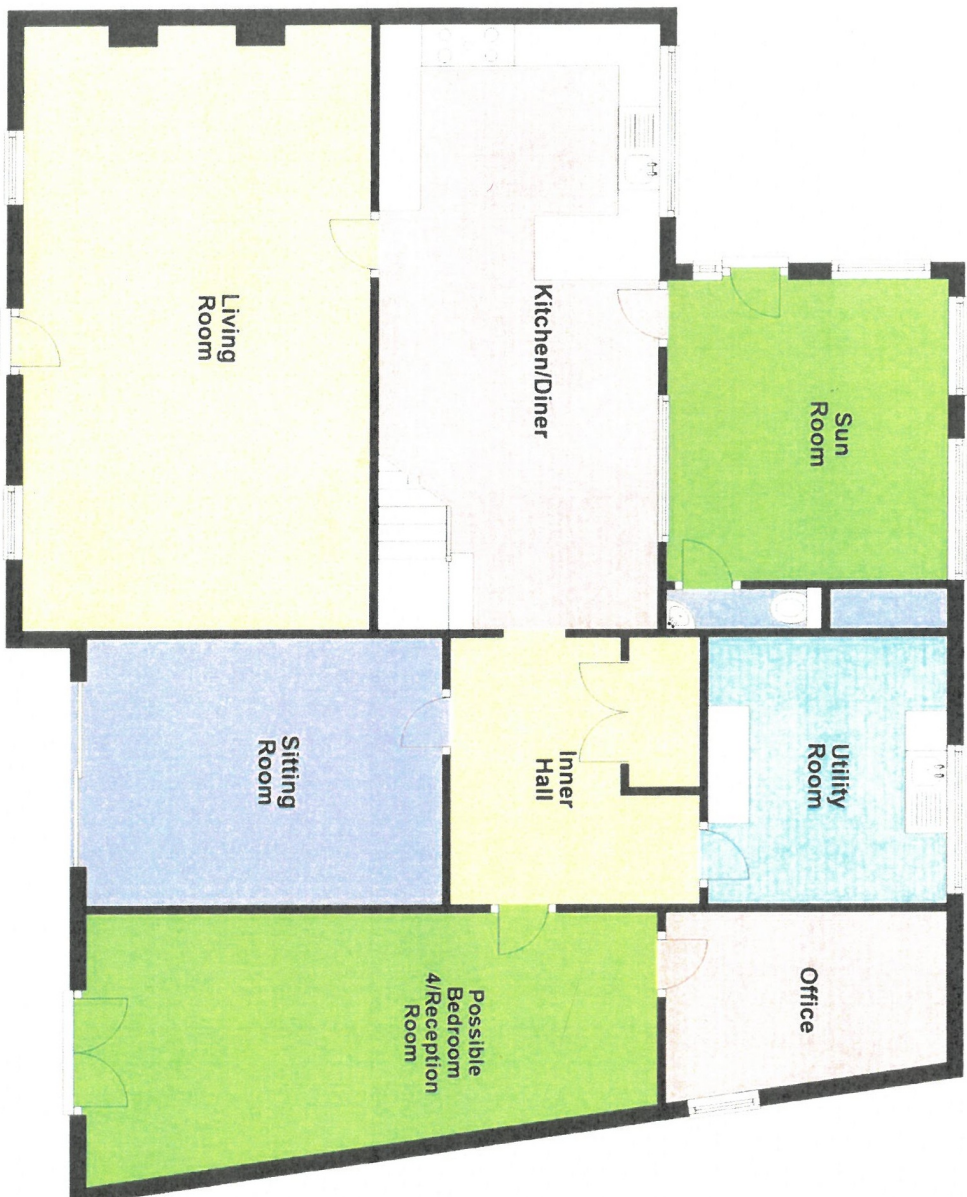 Living
Room
Kitchen/Diner
Sun
Room
Sitting
Room
Inner
Hall
Utility
Room
Possible
Bedroom
4/Reception
Room
Office